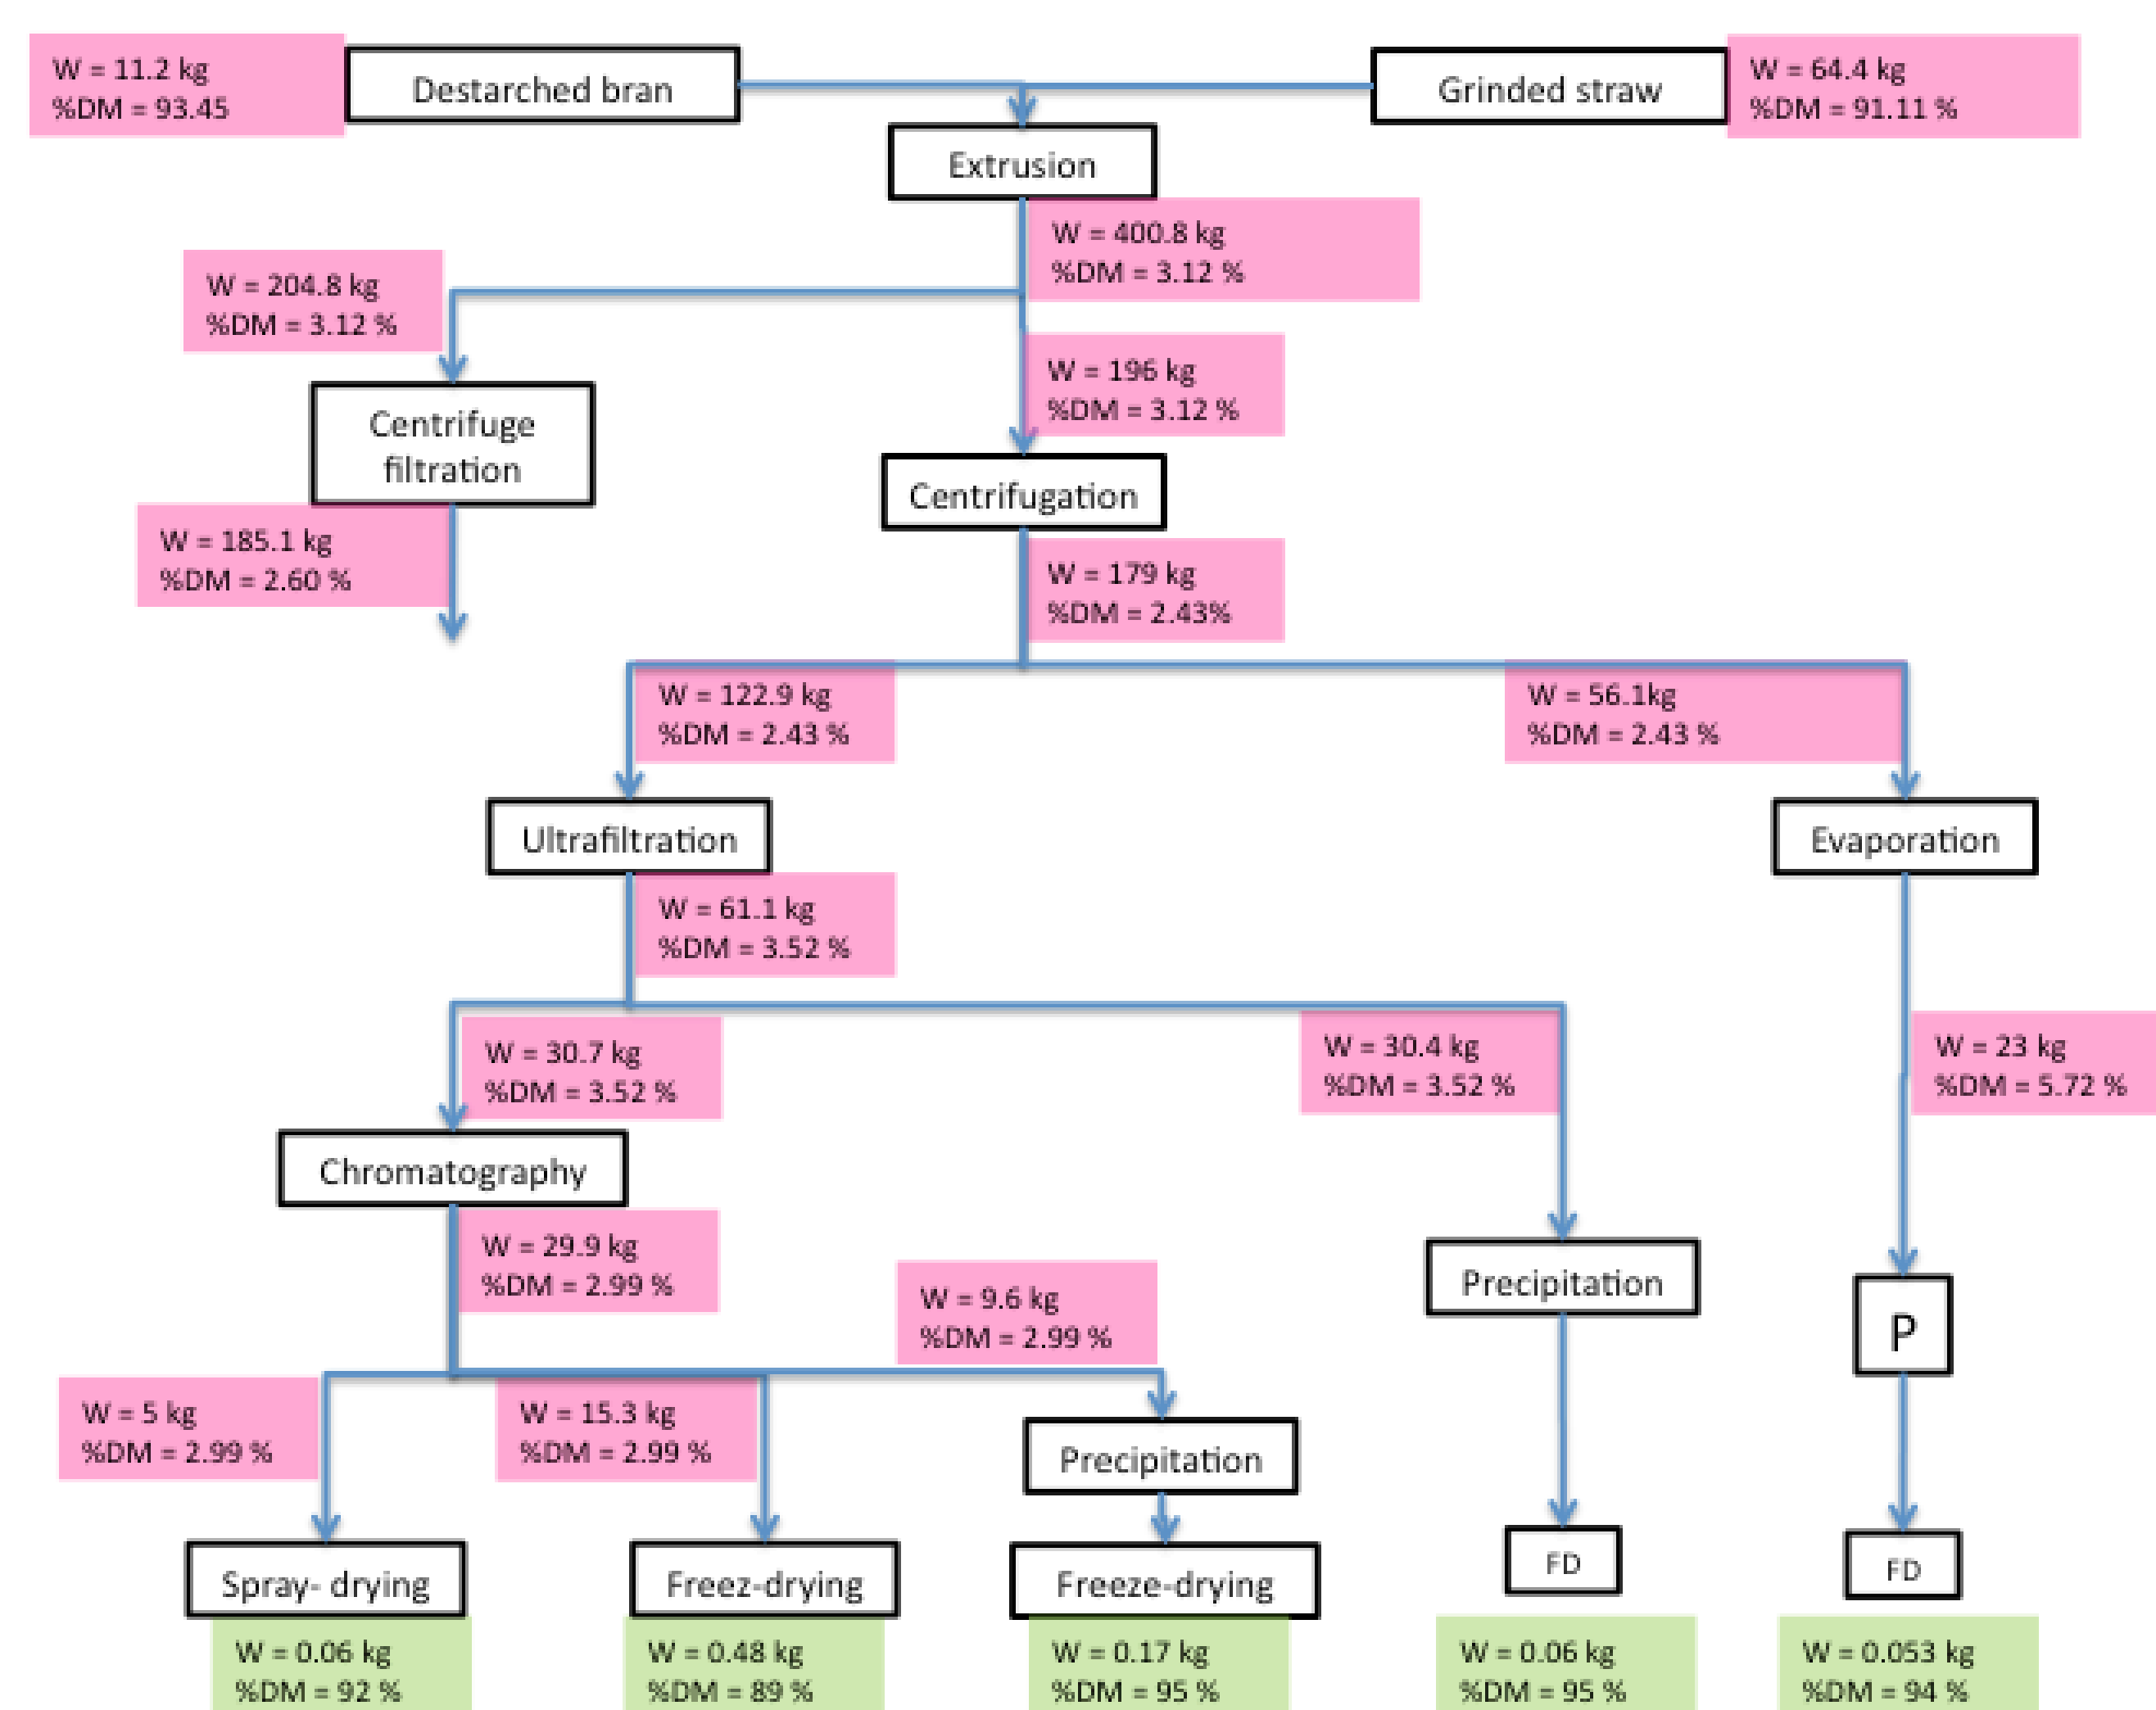 W = 11.2 kg
%DM = 93.45
Destarched bran
Grinded straw
W = 64.4 kg
%DM = 91.11 %
Extrusion
W = 400.8 kg
%DM = 3.12 %
W = 204.8 kg
%DM = 3.12 %
W = 196 kg
%DM = 3.12 %
Centrifuge
filtration
Centrifugation
W = 185.1 kg
%DM = 2.60 %
W = 179 kg
%DM = 2.43%
W = 122.9 kg
%DM = 2.43 %
W = 56.1kg
%DM = 2.43 %
Ultrafiltration
Evaporation
W = 61.1 kg
%DM = 3.52 %
W = 30.7 kg
%DM = 3.52 %
W = 30.4 kg
%DM = 3.52 %
W = 23 kg
%DM = 5.72 %
Chromatography
W = 29.9 kg
%DM = 2.99 %
W = 9.6 kg
%DM = 2.99 %
Precipitation
P
W = 5 kg
%DM = 2.99 %
W = 15.3 kg
%DM = 2.99 %
Precipitation
Spray- drying
Freez-drying
Freeze-drying
FD
FD
W = 0.06 kg
%DM = 92 %
W = 0.48 kg
%DM = 89 %
W = 0.17 kg
%DM = 95 %
W = 0.06 kg
%DM = 95 %
W = 0.053 kg
%DM = 94 %